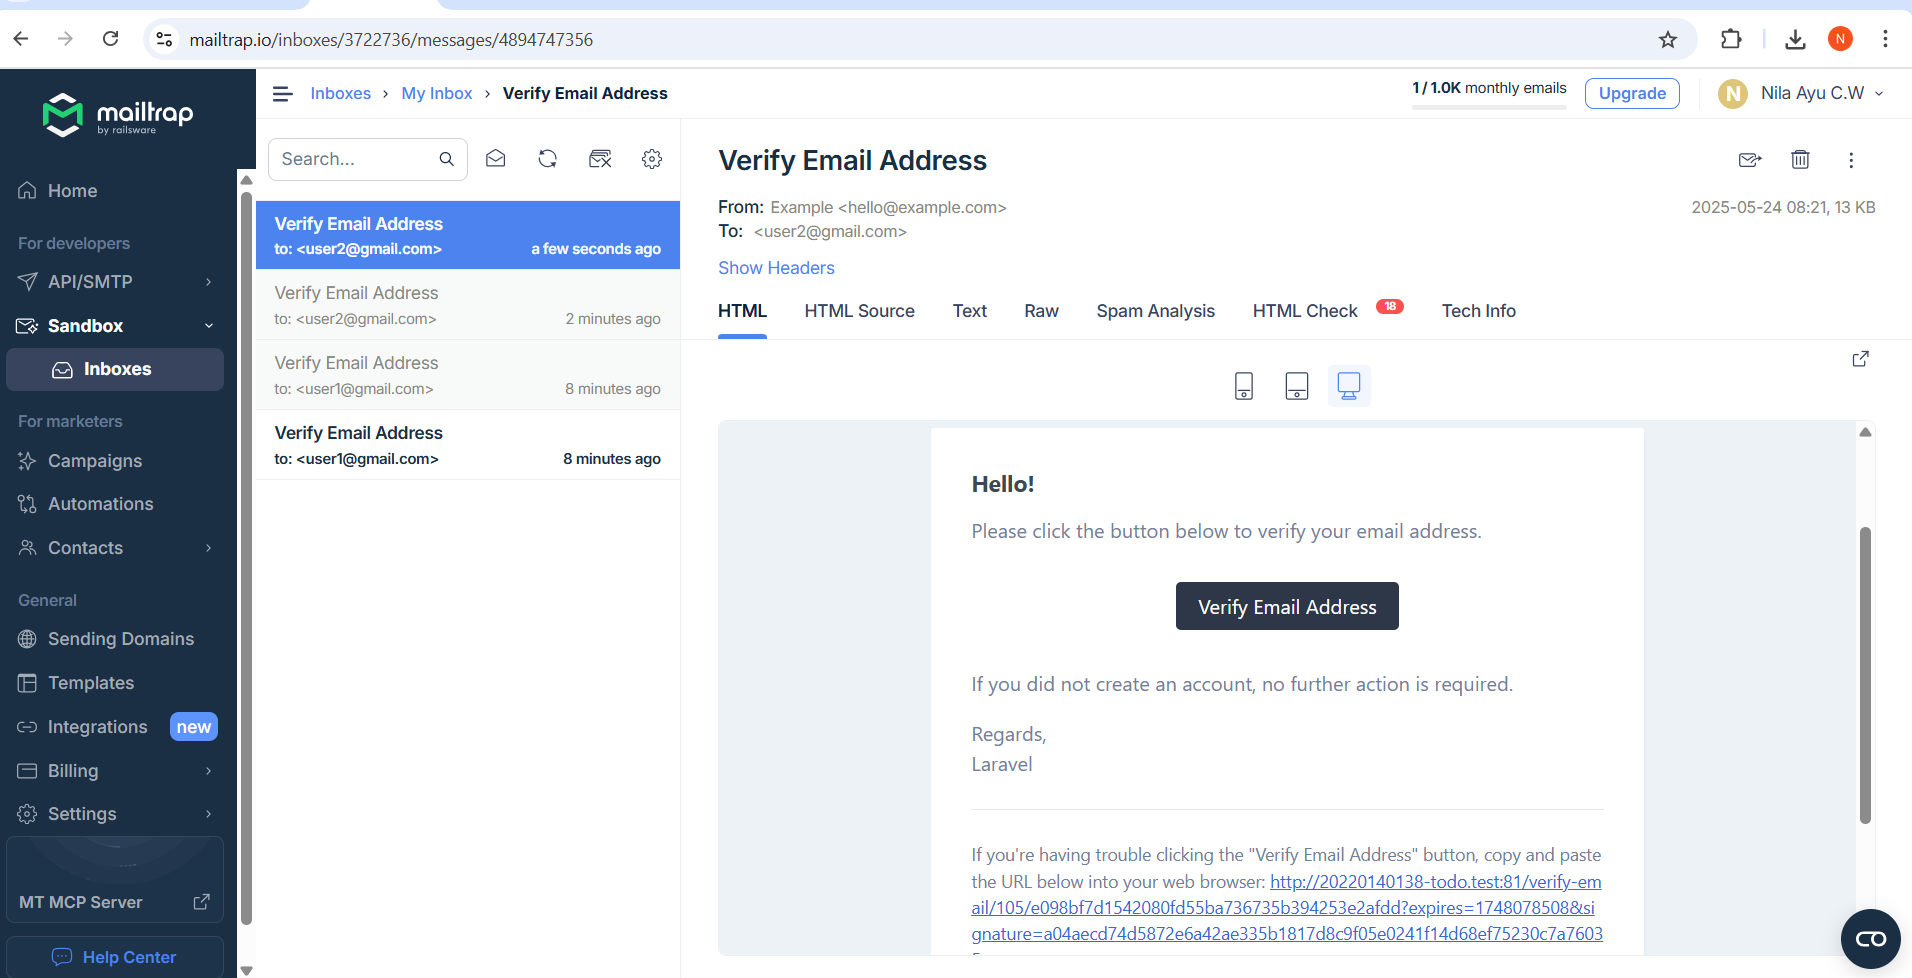 mailtrap.io/inboxes/3722736/messages/4894747356
N
mailtrap
by railsware
Home
For developers
API/SMTP
Sandbox
Inboxes
For marketers
Campaigns
Automations
Contacts
General
Sending Domains
Templates
Integrations new
Billing
Settings
MT MCP Server
Help Center
Inboxes › My Inbox › Verify Email Address
1 / 1.0K monthly emails
Upgrade
N Nila Ayu C.W
Search...
Verify Email Address
to: <user2@gmail.com> a few seconds ago
Verify Email Address
to: <user2@gmail.com> 2 minutes ago
Verify Email Address
to: <user1@gmail.com> 8 minutes ago
Verify Email Address
to: <user1@gmail.com> 8 minutes ago
Verify Email Address
From: Example <hello@example.com>
2025-05-24 08:21, 13 KB
To: <user2@gmail.com>
Show Headers
HTML HTML Source Text Raw Spam Analysis HTML Check 18 Tech Info
Hello!
Please click the button below to verify your email address.
Verify Email Address
If you did not create an account, no further action is required.
Regards,
Laravel
If you're having trouble clicking the "Verify Email Address" button, copy and paste
the URL below into your web browser: http://20220140138-todo.test:81/verify-em
ail/105/e098bf7d1542080fd55ba736735b394253e2afdd?expires=1748078508&si
gnature=a04aecd74d5872e6a42ae335b1817d8c9f05e0241f14d68ef75230c7a7603